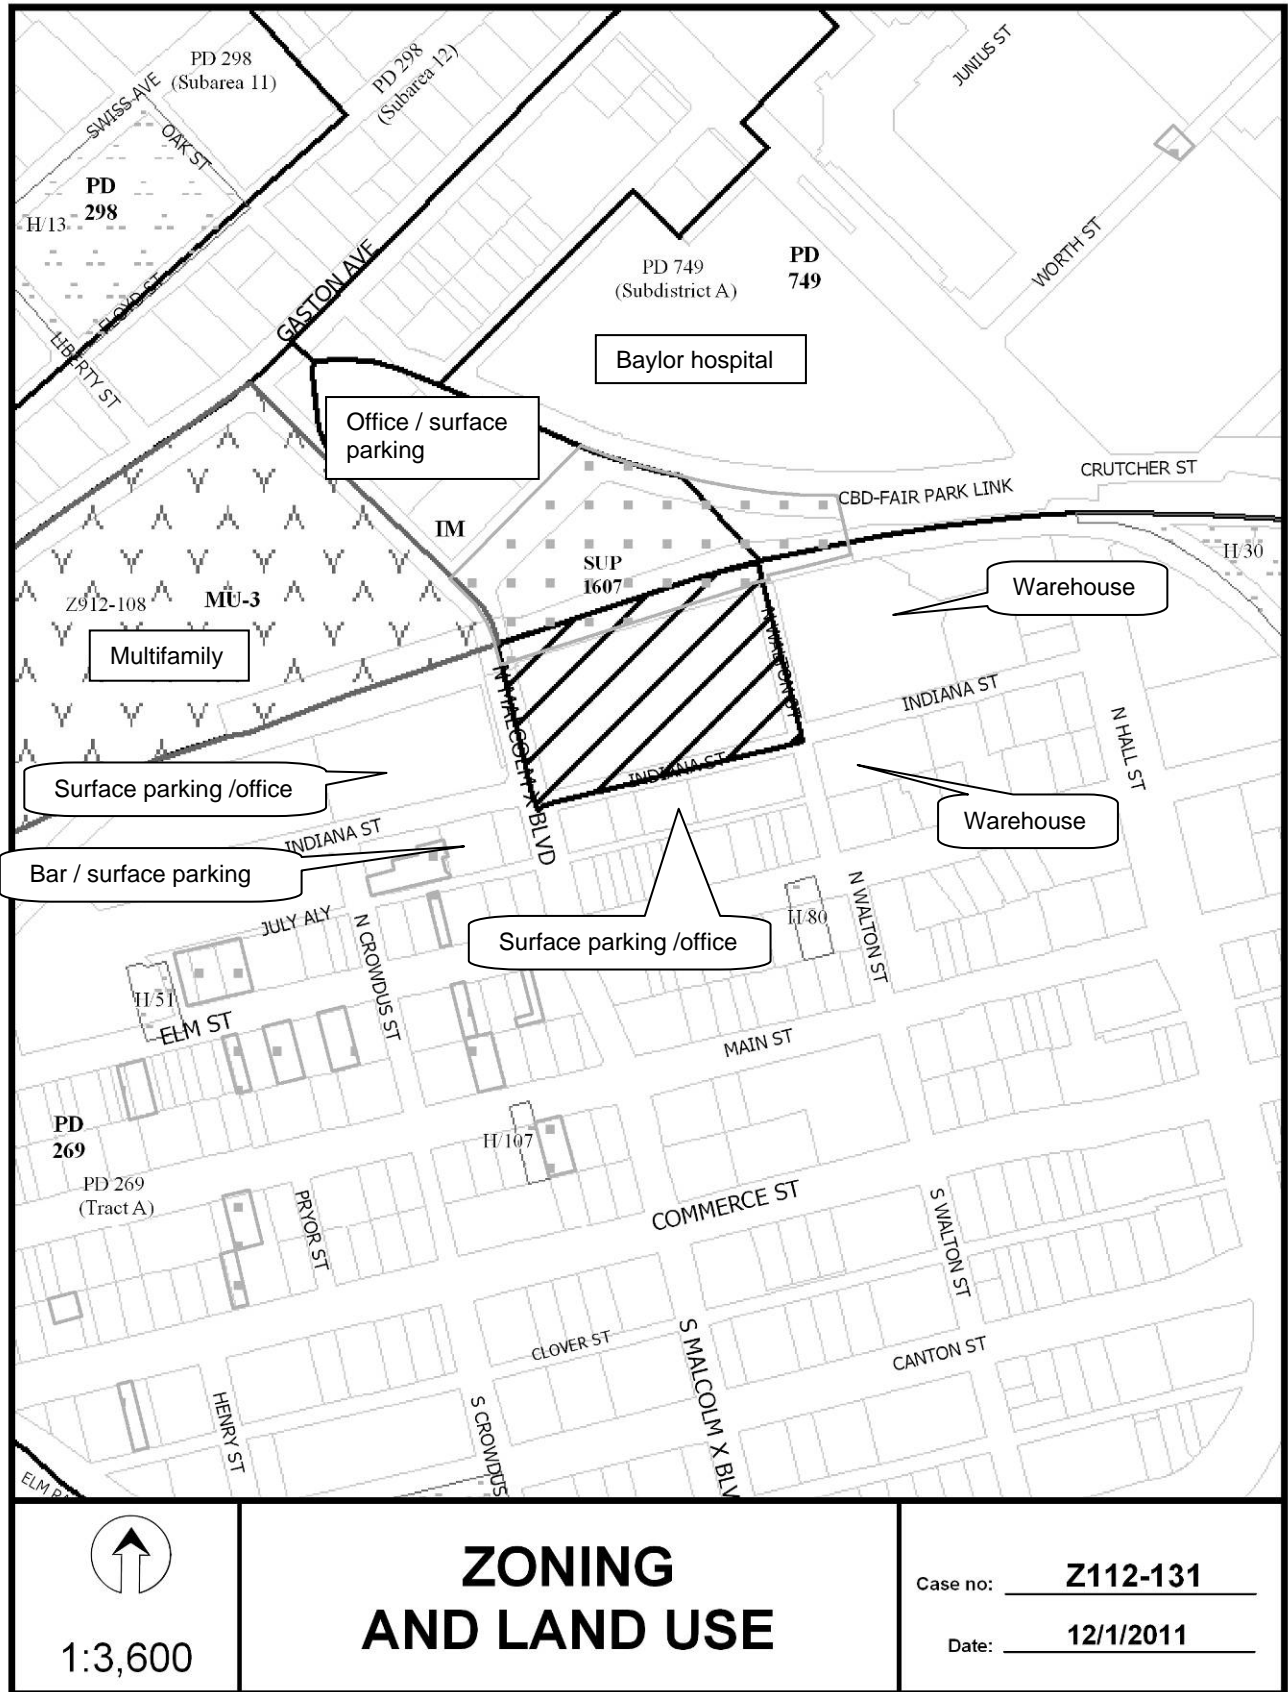 PD 298
(Subarea 11)
PD 298
(Subarea 12)
JUNIUS ST
SWISS AVE
OAK ST
PD
298
H/13
WORTH ST
GASTON AVE
PD 749
(Subdistrict A)
PD
749
FLOYD ST
LIBERTY ST
Baylor hospital
Office / surface
parking
CRUTCHER ST
CBD-FAIR PARK LINK
IM
H/30
SUP
1607
Warehouse
Z912-108
MU-3
Multifamily
N WALTON ST
N MALCOLM X BLVD
INDIANA ST
N HALL ST
Surface parking /office
INDIANA ST
Warehouse
INDIANA ST
Bar / surface parking
N WALTON ST
H/80
JULY ALY
N CROWDUS ST
Surface parking /office
H/51
ELM ST
MAIN ST
PD
269
H/107
PD 269
(Tract A)
PRYOR ST
COMMERCE ST
S WALTON ST
CLOVER ST
S MALCOLM X BLV
CANTON ST
HENRY ST
S CROWDUS
ELM
1:3,600
ZONING
AND LAND USE
Case no: Z112-131
Date: 12/1/2011